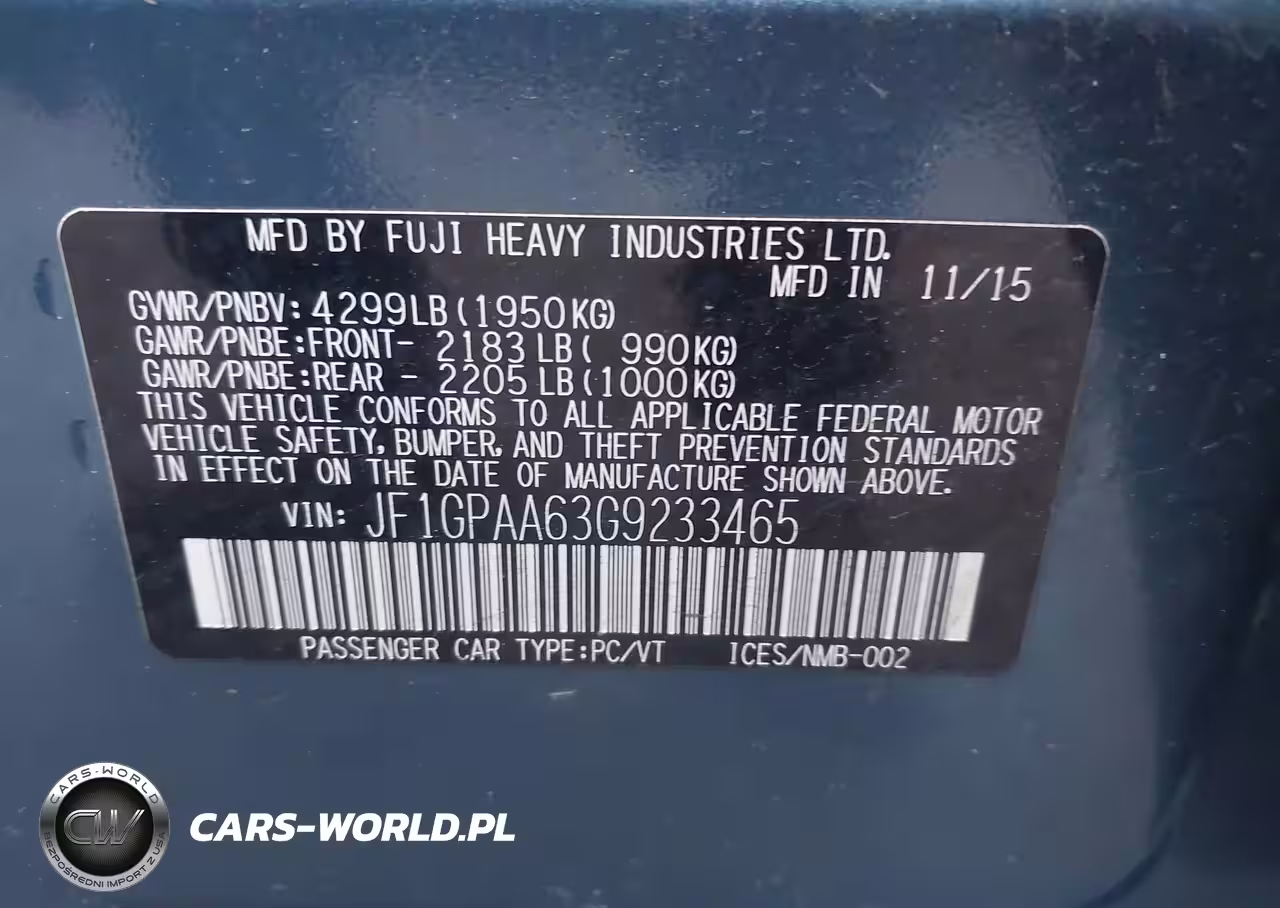 MFD BY FUJI HEAVY INDUSTRIES LTD.
MFD IN 11/15
GVWR/PNBV: 4299LB(1950KG)
GAWR/PNBE:FRONT- 2183LB( 990KG)
GAWR/PNBE:REAR - 2205LB(1000KG)
THIS VEHICLE CONFORMS TO ALL APPLICABLE FEDERAL MOTOR
VEHICLE SAFETY, BUMPER, AND THEFT PREVENTION STANDARDS
IN EFFECT ON THE DATE OF MANUFACTURE SHOWN ABOVE.
VIN: JF1GPAA63G9233465
PASSENGER CAR TYPE:PC/VT ICES/NMB-002
CARS-WORLD
CW
BEZPOŚREDNI IMPORT Z USA
CARS-WORLD.PL